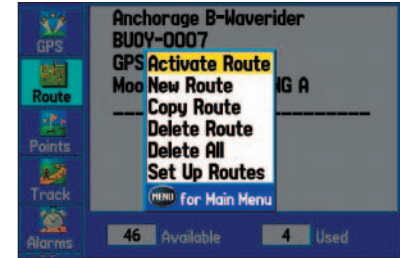 GPS
Route
Points
Track
Alarms
Anchorage B-Waverider
BUOY-0007
GPS
Moo
NG A
Activate Route
New Route
Copy Route
Delete Route
Delete All
Set Up Routes
MENU for Main Menu
46 Available 4 Used